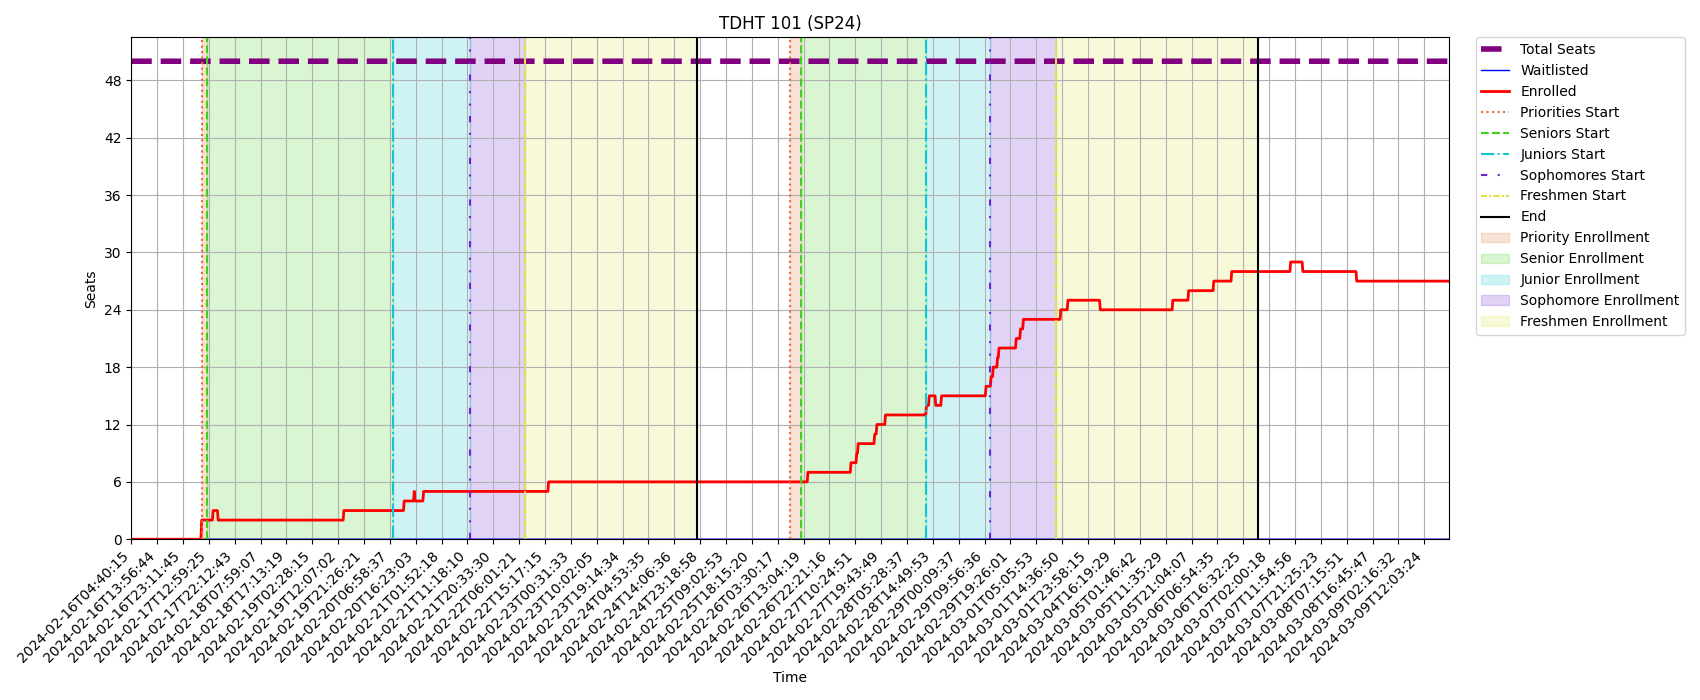 TDHT 101 (SP24)
Seats
48
42
36
30
24
18
12
6
0
2024-02-16T04:40:15
2024-02-16T13:56:44
2024-02-16T23:11:45
2024-02-17T12:59:25
2024-02-17T22:12:43
2024-02-18T07:59:07
2024-02-18T17:13:19
2024-02-19T02:28:15
2024-02-19T12:07:02
2024-02-19T21:26:21
2024-02-20T06:58:37
2024-02-20T16:23:03
2024-02-21T01:52:18
2024-02-21T11:18:10
2024-02-21T20:33:30
2024-02-22T06:01:21
2024-02-22T15:17:15
2024-02-23T00:31:33
2024-02-23T10:02:05
2024-02-23T19:14:34
2024-02-24T04:53:35
2024-02-24T14:06:36
2024-02-24T23:18:58
2024-02-25T09:02:53
2024-02-25T18:15:20
2024-02-26T03:30:17
2024-02-26T13:04:19
2024-02-26T22:21:16
2024-02-27T10:24:51
2024-02-27T19:43:49
2024-02-28T05:28:37
2024-02-28T14:49:53
2024-02-29T00:09:37
2024-02-29T09:56:36
2024-02-29T19:26:01
2024-03-01T05:05:53
2024-03-01T14:36:50
2024-03-01T23:58:15
2024-03-04T16:19:29
2024-03-05T01:46:42
2024-03-05T11:35:29
2024-03-05T21:04:07
2024-03-06T06:54:35
2024-03-06T16:32:25
2024-03-07T02:00:18
2024-03-07T11:54:56
2024-03-07T21:25:23
2024-03-08T07:15:51
2024-03-08T16:45:47
2024-03-09T02:16:32
2024-03-09T12:03:24
Time
Total Seats
Waitlisted
Enrolled
Priorities Start
Seniors Start
Juniors Start
Sophomores Start
Freshmen Start
End
Priority Enrollment
Senior Enrollment
Junior Enrollment
Sophomore Enrollment
Freshmen Enrollment